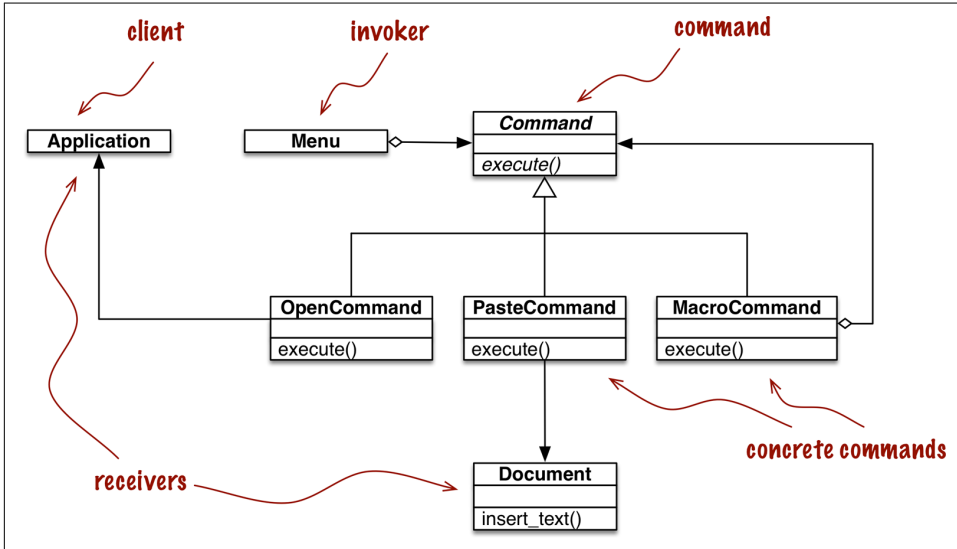 client
invoker
command
Application
Menu
Command
execute()
OpenCommand
execute()
PasteCommand
execute()
MacroCommand
execute()
concrete commands
receivers
Document
insert_text()